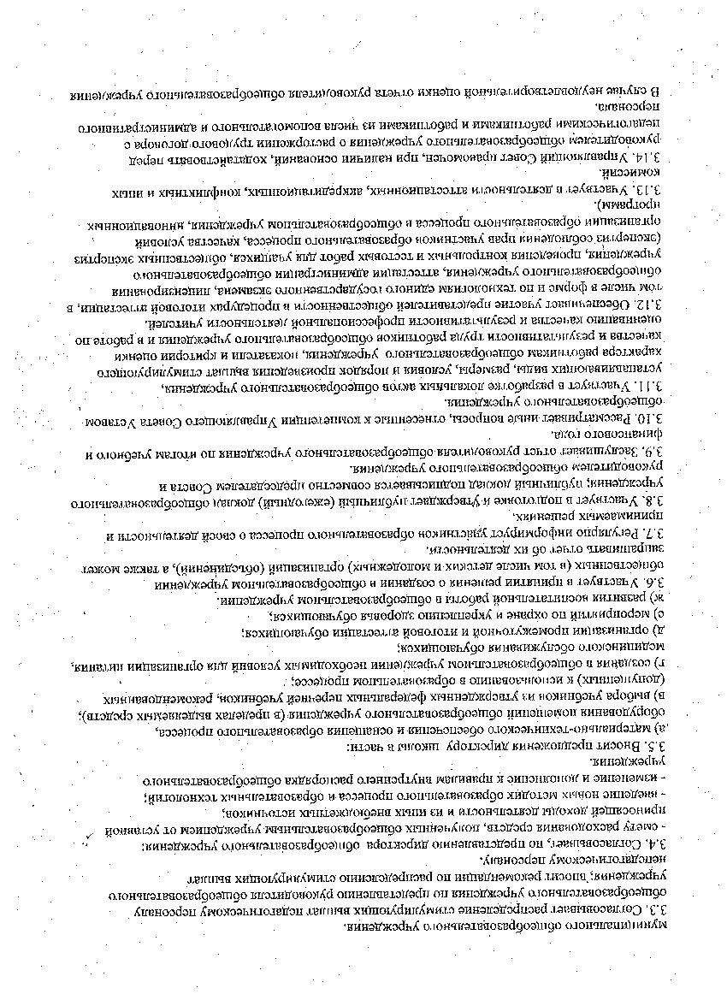 муниципального общеобразовательного учреждения.
3.3. Согласовывает распределение стимулирующих выплат педагогическому персоналу
общеобразовательного учреждения по представлению руководителя общеобразовательного
учреждения; вносит рекомендации по распределению стимулирующих выплат
непедагогическому персоналу.
3.4. Согласовывает, по представлению директора общеобразовательного учреждения:
- смету расходования средств, полученных общеобразовательным учреждением от уставной
приносящей доходы деятельности и из иных внебюджетных источников;
- введение новых методик образовательного процесса и образовательных технологий;
- изменение и дополнение к правилам внутреннего распорядка общеобразовательного
учреждения.
3.5. Вносит предложения директору школы в части:
а) материально-технического обеспечения и оснащения образовательного процесса,
оборудования помещений общеобразовательного учреждения (в пределах выделяемых средств);
в) выбора учебников из утвержденных федеральных перечней учебников, рекомендованных
(допущенных) к использованию в образовательном процессе;
г) создания в общеобразовательном учреждении необходимых условий для организации питания,
медицинского обслуживания обучающихся;
д) организации промежуточной и итоговой аттестации обучающихся;
е) мероприятий по охране и укреплению здоровья обучающихся;
ж) развития воспитательной работы в общеобразовательном учреждении.
3.6. Участвует в принятии решения о создании в общеобразовательном учреждении
общественных (в том числе детских и молодежных) организаций (объединений), а также может
запрашивать отчет об их деятельности.
3.7. Регулярно информирует участников образовательного процесса о своей деятельности и
принимаемых решениях.
3.8. Участвует в подготовке и утверждает публичный (ежегодный) доклад общеобразовательного
учреждения; публичный доклад подписывается совместно председателем Совета и
руководителем общеобразовательного учреждения.
3.9. Заслушивает отчет руководителя общеобразовательного учреждения по итогам учебного и
финансового года.
3.10. Рассматривает иные вопросы, отнесенные к компетенции Управляющего Совета Уставом
общеобразовательного учреждения.
3.11. Участвует в разработке локальных актов общеобразовательного учреждения,
устанавливающих виды, размеры, условия и порядок произведения выплат стимулирующего
характера работникам общеобразовательного учреждения, показатели и критерии оценки
качества и результативности труда работников общеобразовательного учреждения и в работе по
оцениванию качества и результативности профессиональной деятельности учителей.
3.12. Обеспечивает участие представителей общественности в процедурах итоговой аттестации, в
том числе в форме и по технологии единого государственного экзамена, лицензирования
общеобразовательного учреждения, аттестации администрации общеобразовательного
учреждения, проведения контрольных и тестовых работ для учащихся, общественных экспертиз
(экспертиз соблюдения прав участников образовательного процесса, качества условий
организации образовательного процесса в общеобразовательном учреждения, инновационных
программ).
3.13. Участвует в деятельности аттестационных, аккредитационных, конфликтных и иных
комиссий.
3.14. Управляющий Совет правомочен, при наличии оснований, ходатайствовать перед
руководителем общеобразовательного учреждения о расторжении трудового договора с
педагогическими работниками и работниками из числа вспомогательного и административного
персонала.
В случае неудовлетворительной оценки отчета руководителя общеобразовательного учреждения